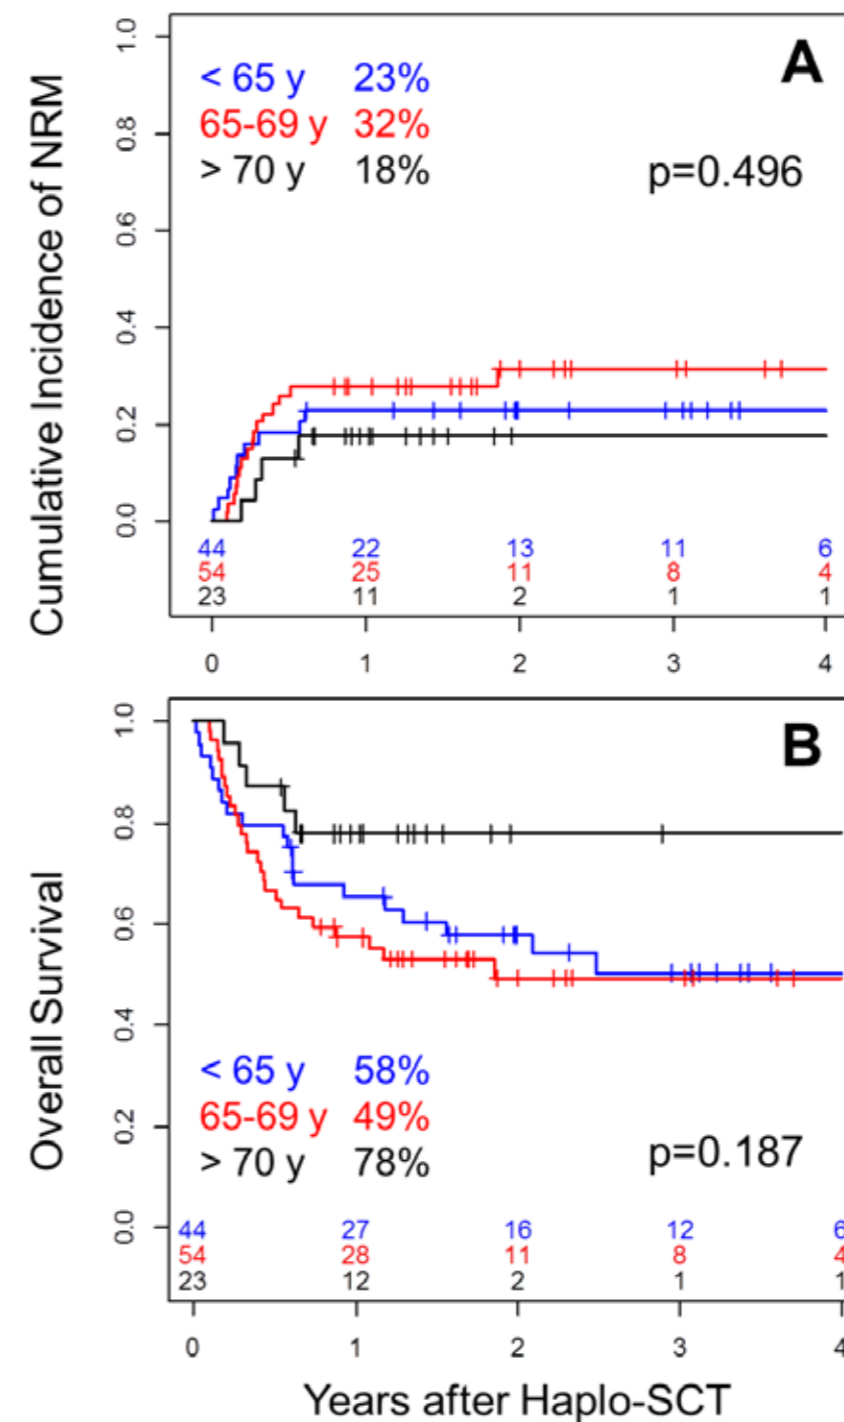 A
< 65 y 23%
65-69 y 32%
> 70 y 18%
p=0.496
Cumulative Incidence of NRM
1.0
0.8
0.6
0.4
0.2
0.0
44 22 13 11 6
54 25 11 8 4
23 11 2 1 1
0 1 2 3 4
B
Overall Survival
1.0
0.8
0.6
0.4
0.2
0.0
< 65 y 58%
65-69 y 49%
> 70 y 78%
p=0.187
44 27 16 12 6
54 28 11 8 4
23 12 2 1 1
0 1 2 3 4
Years after Haplo-SCT